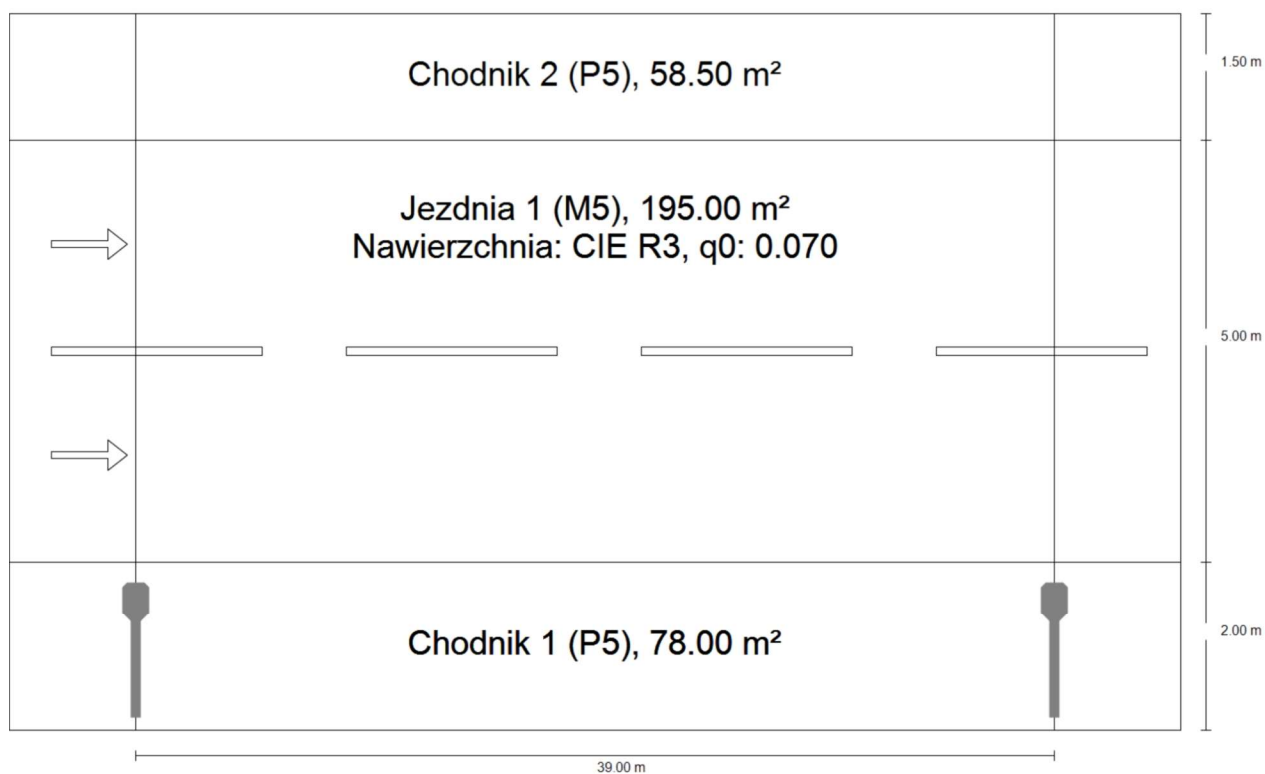 Chodnik 2 (P5), 58.50 m²
1.50 m
Jezdnia 1 (M5), 195.00 m²
Nawierzchnia: CIE R3, q0: 0.070
5.00 m
Chodnik 1 (P5), 78.00 m²
2.00 m
39.00 m